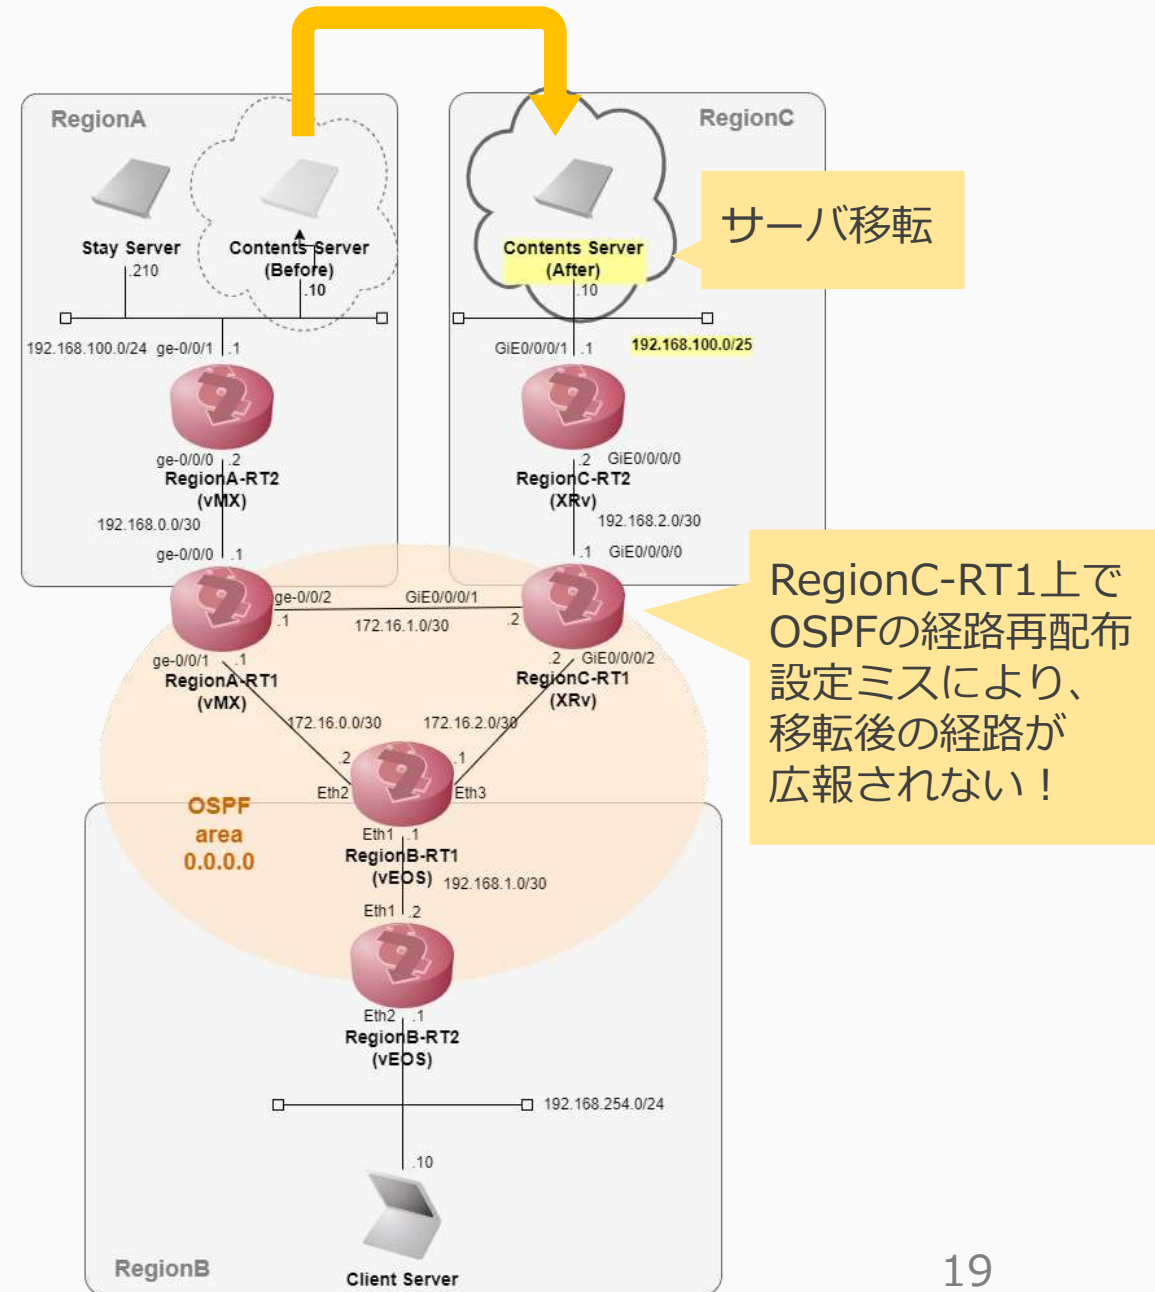 RegionA
RegionC
サーバ移転
Stay Server
.210
Contents Server
(Before)
.10
Contents Server
(After)
.10
192.168.100.0/24
ge-0/0/1
.1
GiE0/0/0/1
.1
192.168.100.0/25
ge-0/0/0
.2
RegionA-RT2
(vMX)
.2
GiE0/0/0/0
RegionC-RT2
(XRv)
192.168.0.0/30
192.168.2.0/30
ge-0/0/0
.1
.1
GiE0/0/0/0
RegionC-RT1上で
OSPFの経路再配布
設定ミスにより、
移転後の経路が
広報されない！
ge-0/0/2
.1
GiE0/0/0/1
.2
172.16.1.0/30
ge-0/0/1
.1
RegionA-RT1
(vMX)
.2
GiE0/0/0/2
RegionC-RT1
(XRv)
172.16.0.0/30
172.16.2.0/30
.2
Eth2
.1
Eth3
OSPF
area
0.0.0.0
Eth1
.1
RegionB-RT1
(vEOS)
192.168.1.0/30
Eth1
.2
Eth2
.1
RegionB-RT2
(vEOS)
192.168.254.0/24
.10
RegionB
Client Server
19